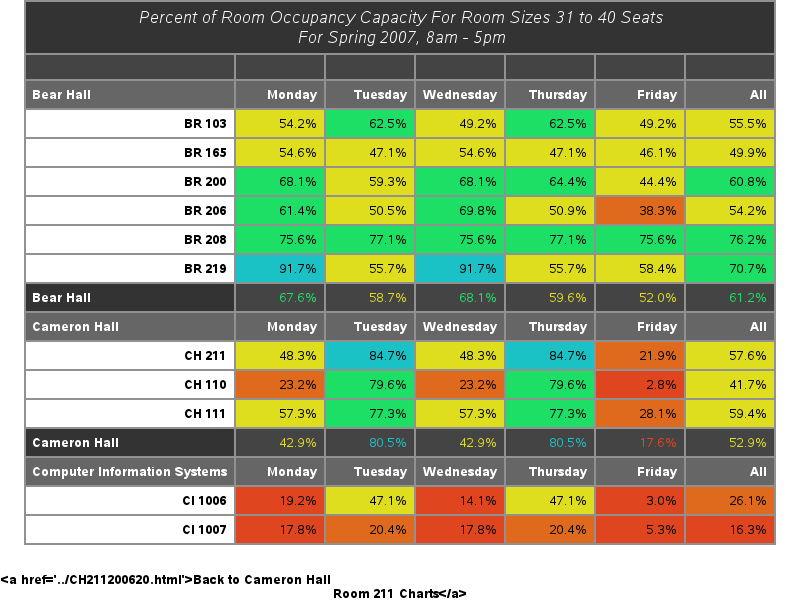 Percent of Room Occupancy Capacity For Room Sizes 31 to 40 Seats
For Spring 2007, 8am - 5pm
Bear Hall Monday Tuesday Wednesday Thursday Friday All
BR 103 54.2% 62.5% 49.2% 62.5% 49.2% 55.5%
BR 165 54.6% 47.1% 54.6% 47.1% 46.1% 49.9%
BR 200 68.1% 59.3% 68.1% 64.4% 44.4% 60.8%
BR 206 61.4% 50.5% 69.8% 50.9% 38.3% 54.2%
BR 208 75.6% 77.1% 75.6% 77.1% 75.6% 76.2%
BR 219 91.7% 55.7% 91.7% 55.7% 58.4% 70.7%
Bear Hall 67.6% 58.7% 68.1% 59.6% 52.0% 61.2%
Cameron Hall Monday Tuesday Wednesday Thursday Friday All
CH 211 48.3% 84.7% 48.3% 84.7% 21.9% 57.6%
CH 110 23.2% 79.6% 23.2% 79.6% 2.8% 41.7%
CH 111 57.3% 77.3% 57.3% 77.3% 28.1% 59.4%
Cameron Hall 42.9% 80.5% 42.9% 80.5% 17.6% 52.9%
Computer Information Systems Monday Tuesday Wednesday Thursday Friday All
CI 1006 19.2% 47.1% 14.1% 47.1% 3.0% 26.1%
CI 1007 17.8% 20.4% 17.8% 20.4% 5.3% 16.3%
<a href='../CH211200620.html'>Back to Cameron Hall
Room 211 Charts</a>